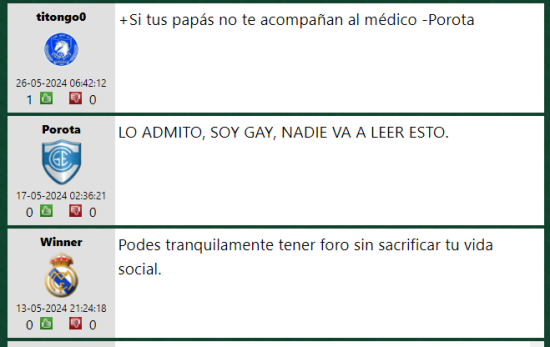 titongo0
+Si tus papás no te acompañan al médico -Porota
26-05-2024 06:42:12
1 0
Porota
LO ADMITO, SOY GAY, NADIE VA A LEER ESTO.
17-05-2024 02:36:21
0 0
Winner
Podes tranquilamente tener foro sin sacrificar tu vida
social.
13-05-2024 21:24:18
0 0